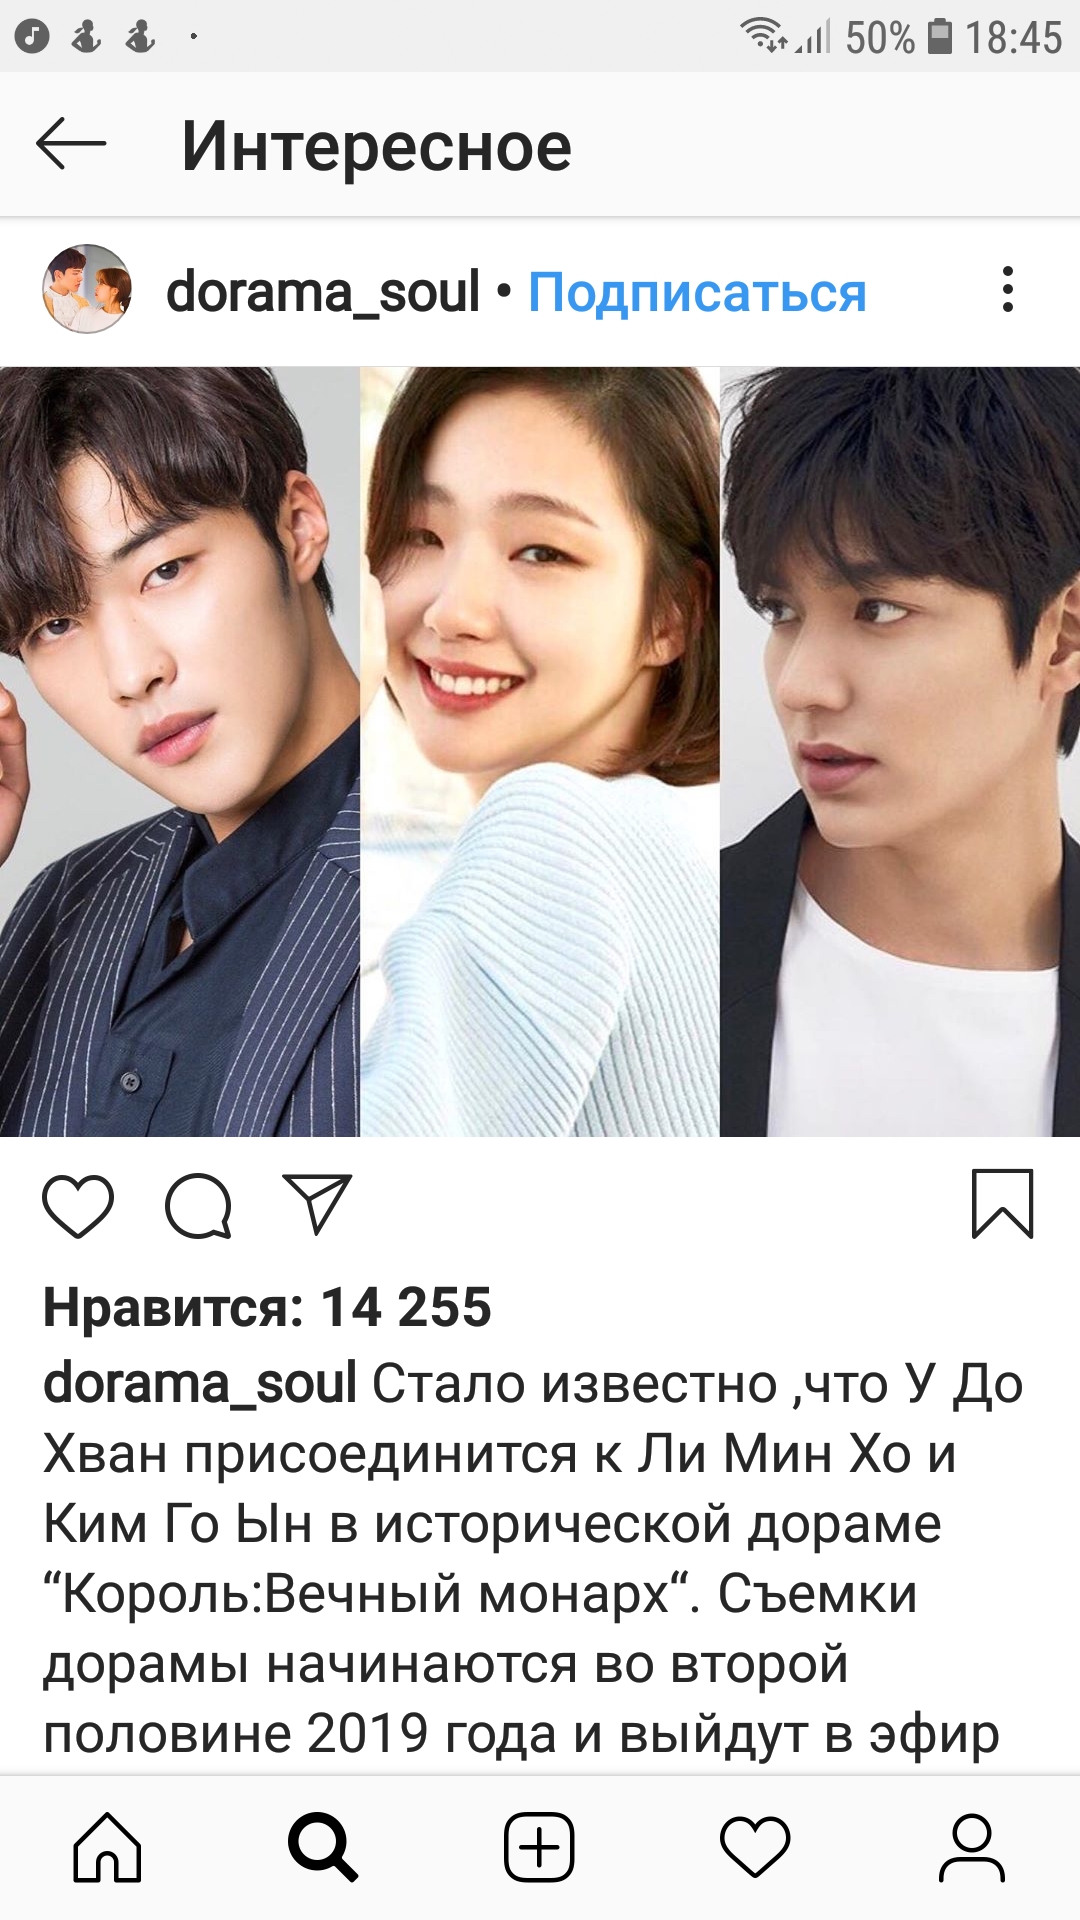 50% 18:45
Интересное
dorama_soul • Подписаться
Нравится: 14 255
dorama_soul Стало известно ,что У До
Хван присоединится к Ли Мин Хо и
Ким Го Ын в исторической дораме
“Король:Вечный монарх“. Съемки
дорамы начинаются во второй
половине 2019 года и выйдут в эфир